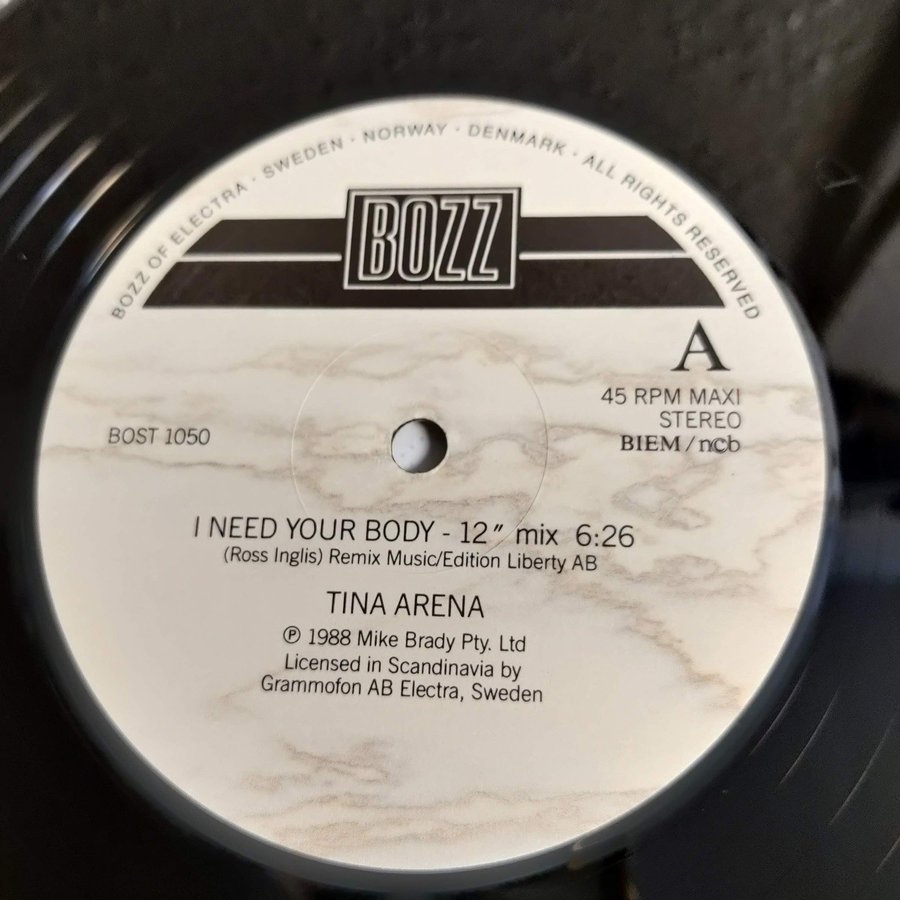 BOZZ OF ELECTRA · SWEDEN · NORWAY · DENMARK · ALL RIGHTS RESERVED
BOZZ
A
45 RPM MAXI
STEREO
BIEM/ncb
BOST 1050
I NEED YOUR BODY - 12" mix 6:26
(Ross Inglis) Remix Music/Edition Liberty AB
TINA ARENA
℗ 1988 Mike Brady Pty. Ltd
Licensed in Scandinavia by
Grammofon AB Electra, Sweden